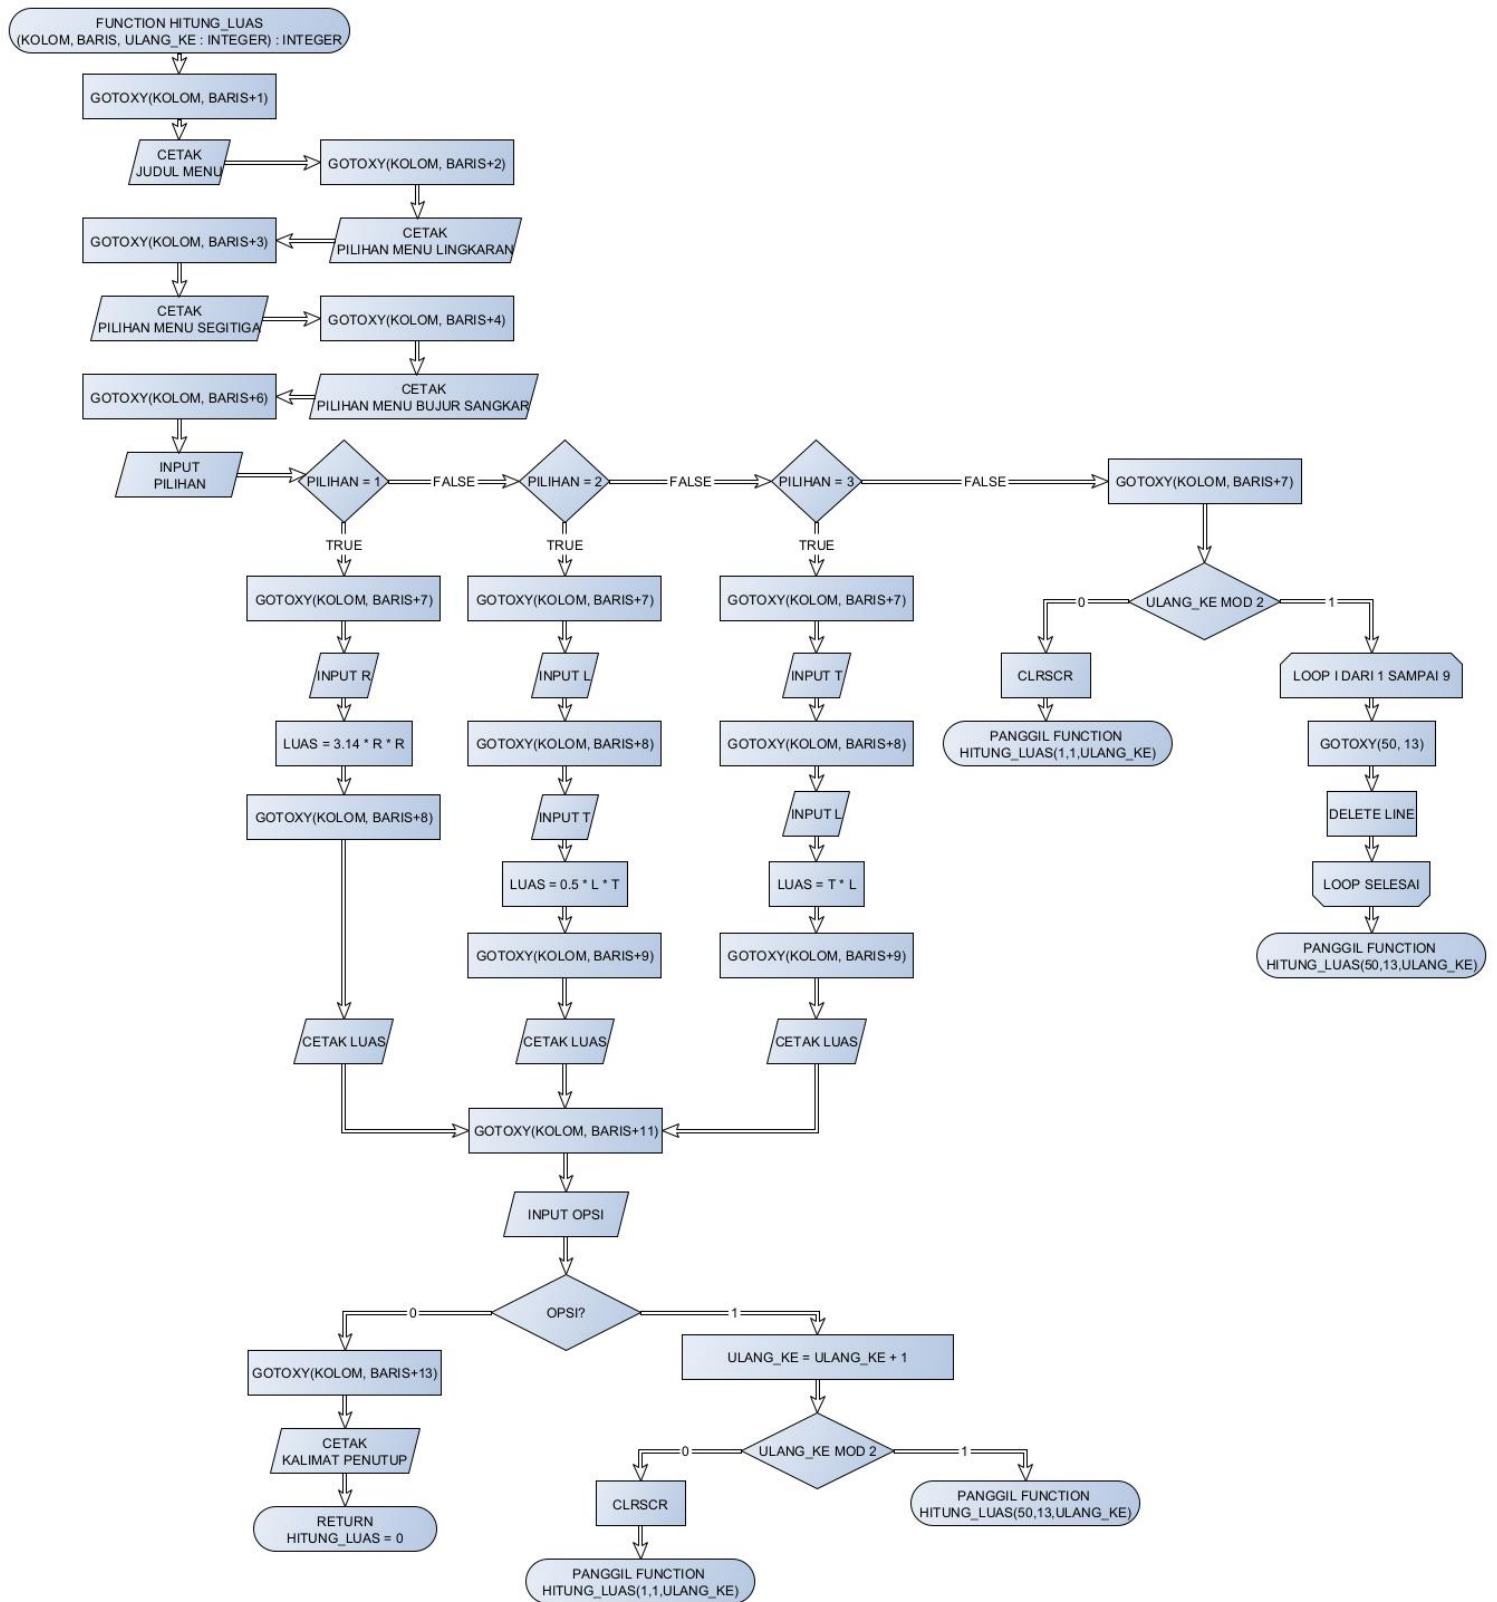 FUNCTION HITUNG_LUAS
(KOLOM, BARIS, ULANG_KE : INTEGER) : INTEGER
GOTOXY(KOLOM, BARIS+1)
CETAK
JUDUL MENU
GOTOXY(KOLOM, BARIS+2)
CETAK
PILIHAN MENU LINGKARAN
GOTOXY(KOLOM, BARIS+3)
CETAK
PILIHAN MENU SEGITIGA
GOTOXY(KOLOM, BARIS+4)
CETAK
PILIHAN MENU BUJUR SANGKAR
GOTOXY(KOLOM, BARIS+6)
INPUT
PILIHAN
PILIHAN = 1
FALSE
PILIHAN = 2
FALSE
PILIHAN = 3
FALSE
GOTOXY(KOLOM, BARIS+7)
TRUE
GOTOXY(KOLOM, BARIS+7)
INPUT R
LUAS = 3.14 * R * R
GOTOXY(KOLOM, BARIS+8)
CETAK LUAS
TRUE
GOTOXY(KOLOM, BARIS+7)
INPUT L
GOTOXY(KOLOM, BARIS+8)
INPUT T
LUAS = 0.5 * L * T
GOTOXY(KOLOM, BARIS+9)
CETAK LUAS
TRUE
GOTOXY(KOLOM, BARIS+7)
INPUT T
GOTOXY(KOLOM, BARIS+8)
INPUT L
LUAS = T * L
GOTOXY(KOLOM, BARIS+9)
CETAK LUAS
ULANG_KE MOD 2
0
CLRSCR
PANGGIL FUNCTION
HITUNG_LUAS(1,1,ULANG_KE)
1
LOOP I DARI 1 SAMPAI 9
GOTOXY(50, 13)
DELETE LINE
LOOP SELESAI
PANGGIL FUNCTION
HITUNG_LUAS(50,13,ULANG_KE)
GOTOXY(KOLOM, BARIS+11)
INPUT OPSI
OPSI?
0
GOTOXY(KOLOM, BARIS+13)
CETAK
KALIMAT PENUTUP
RETURN
HITUNG_LUAS = 0
1
ULANG_KE = ULANG_KE + 1
ULANG_KE MOD 2
0
CLRSCR
PANGGIL FUNCTION
HITUNG_LUAS(1,1,ULANG_KE)
1
PANGGIL FUNCTION
HITUNG_LUAS(50,13,ULANG_KE)